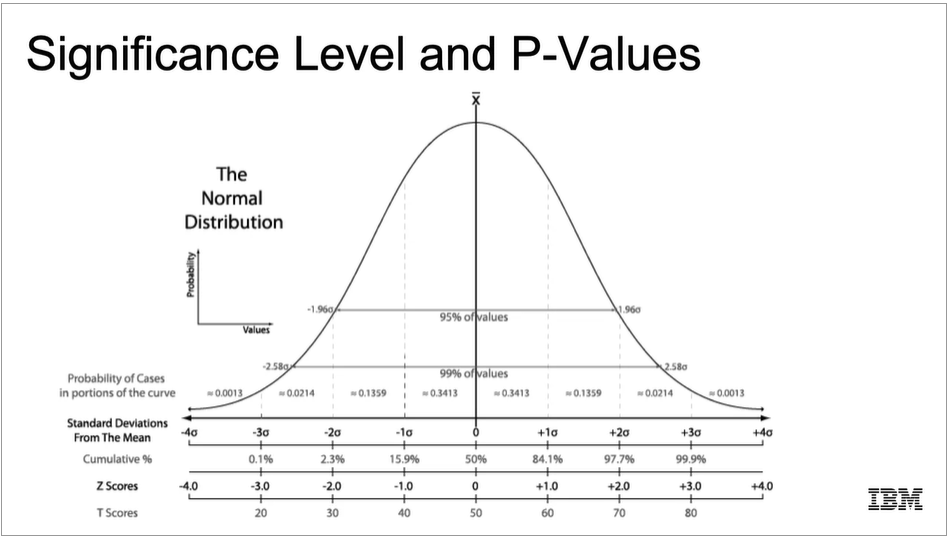 Significance Level and P-Values
x̄
The
Normal
Distribution
Probability
Values
-1.96σ
1.96σ
95% of values
-2.58σ
2.58σ
99% of values
Probability of Cases
in portions of the curve
≈0.0013 ≈0.0214 ≈0.1359 ≈0.3413 ≈0.3413 ≈0.1359 ≈0.0214 ≈0.0013
Standard Deviations
From The Mean
-4σ -3σ -2σ -1σ 0 +1σ +2σ +3σ +4σ
Cumulative % 0.1% 2.3% 15.9% 50% 84.1% 97.7% 99.9%
Z Scores -4.0 -3.0 -2.0 -1.0 0 +1.0 +2.0 +3.0 +4.0
T Scores 20 30 40 50 60 70 80
IBM